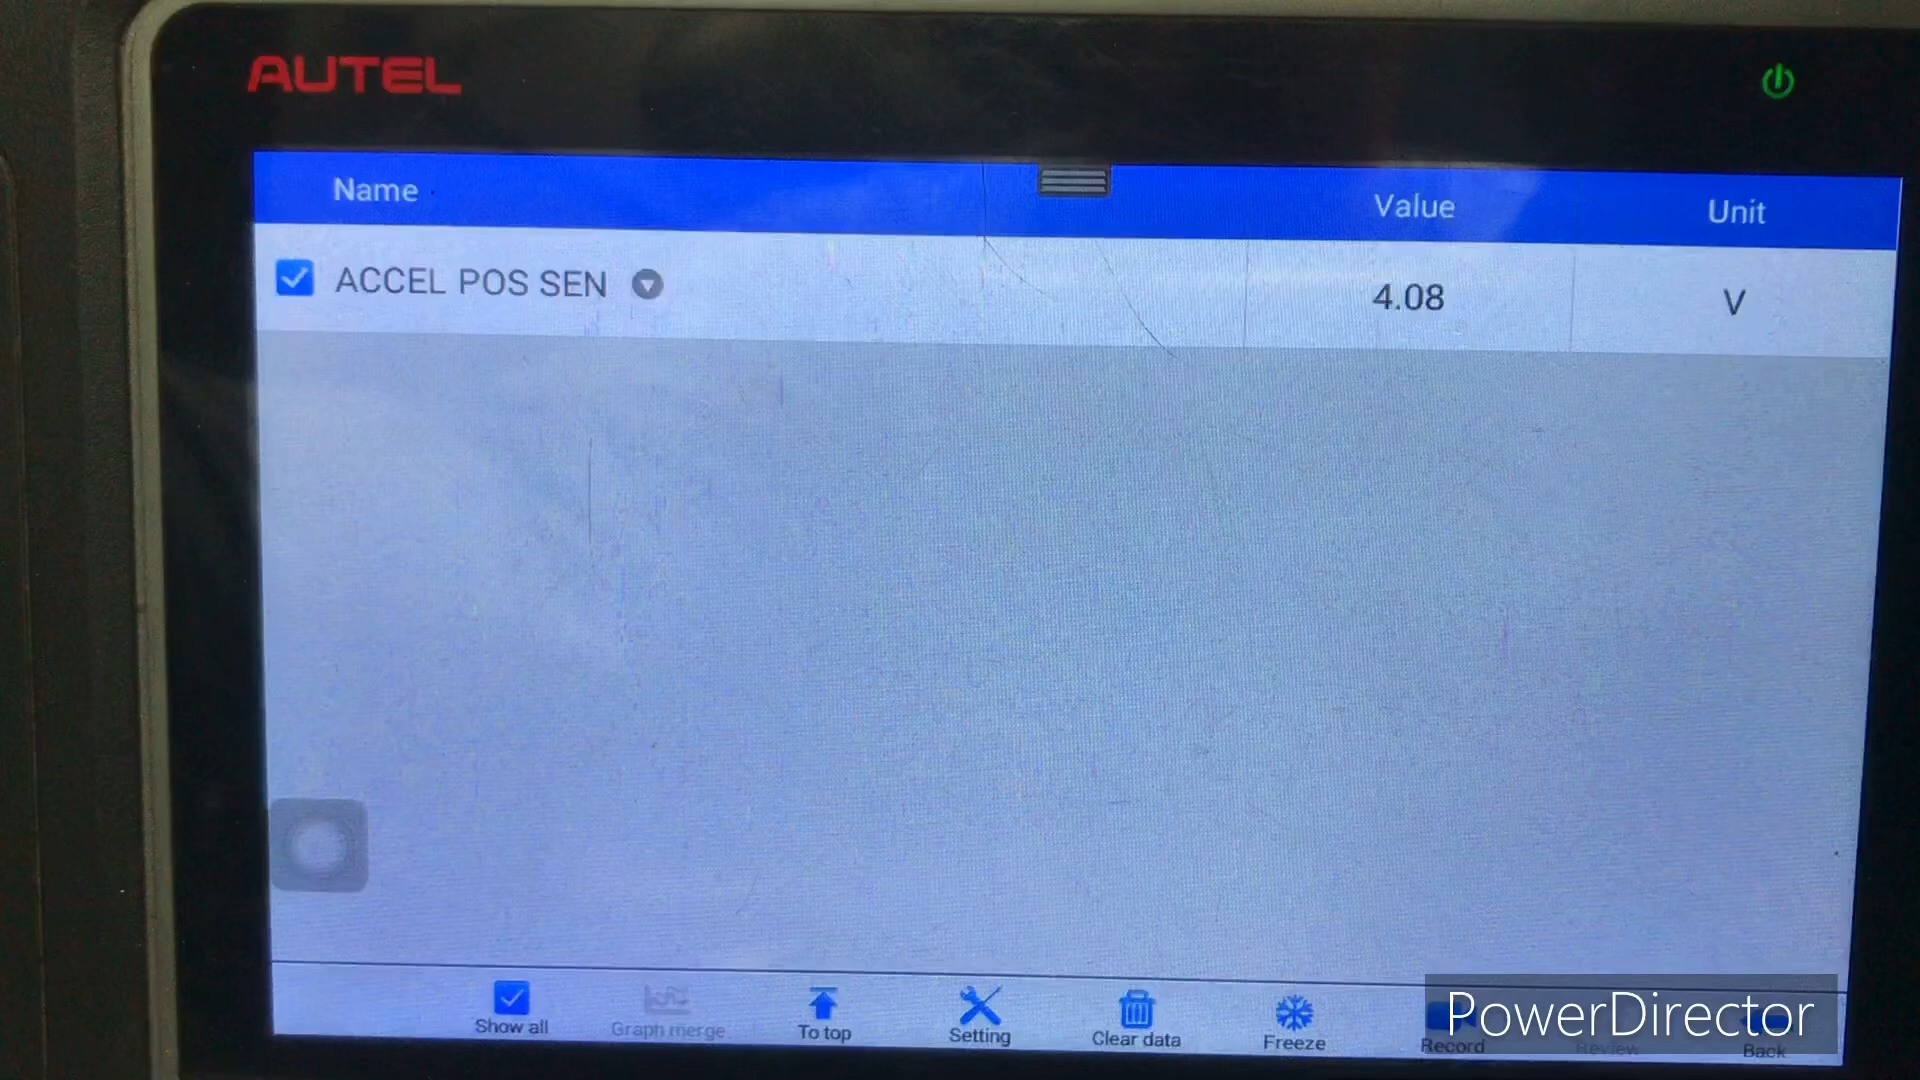 AUTEL
Name Value Unit
ACCEL POS SEN 4.08 V
Show all Graph merge To top Setting Clear data Freeze Record Review Back
PowerDirector